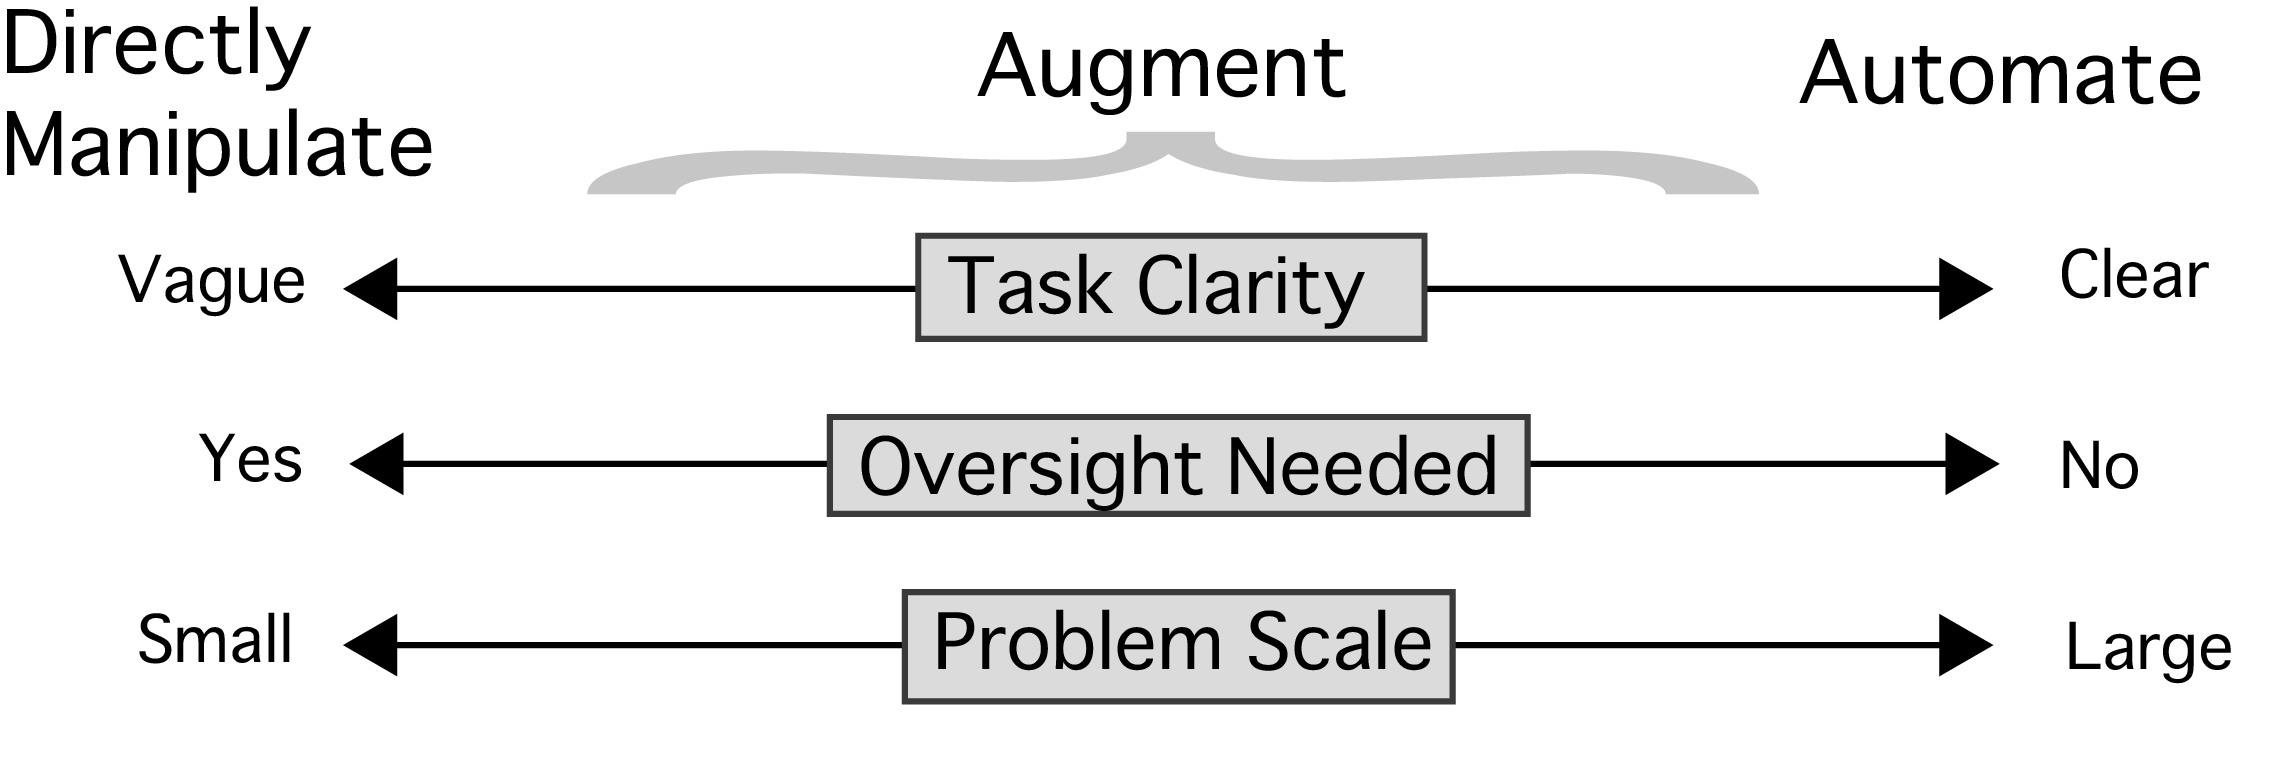 Directly
Manipulate
Augment
Automate
Vague
Task Clarity
Clear
Yes
Oversight Needed
No
Small
Problem Scale
Large